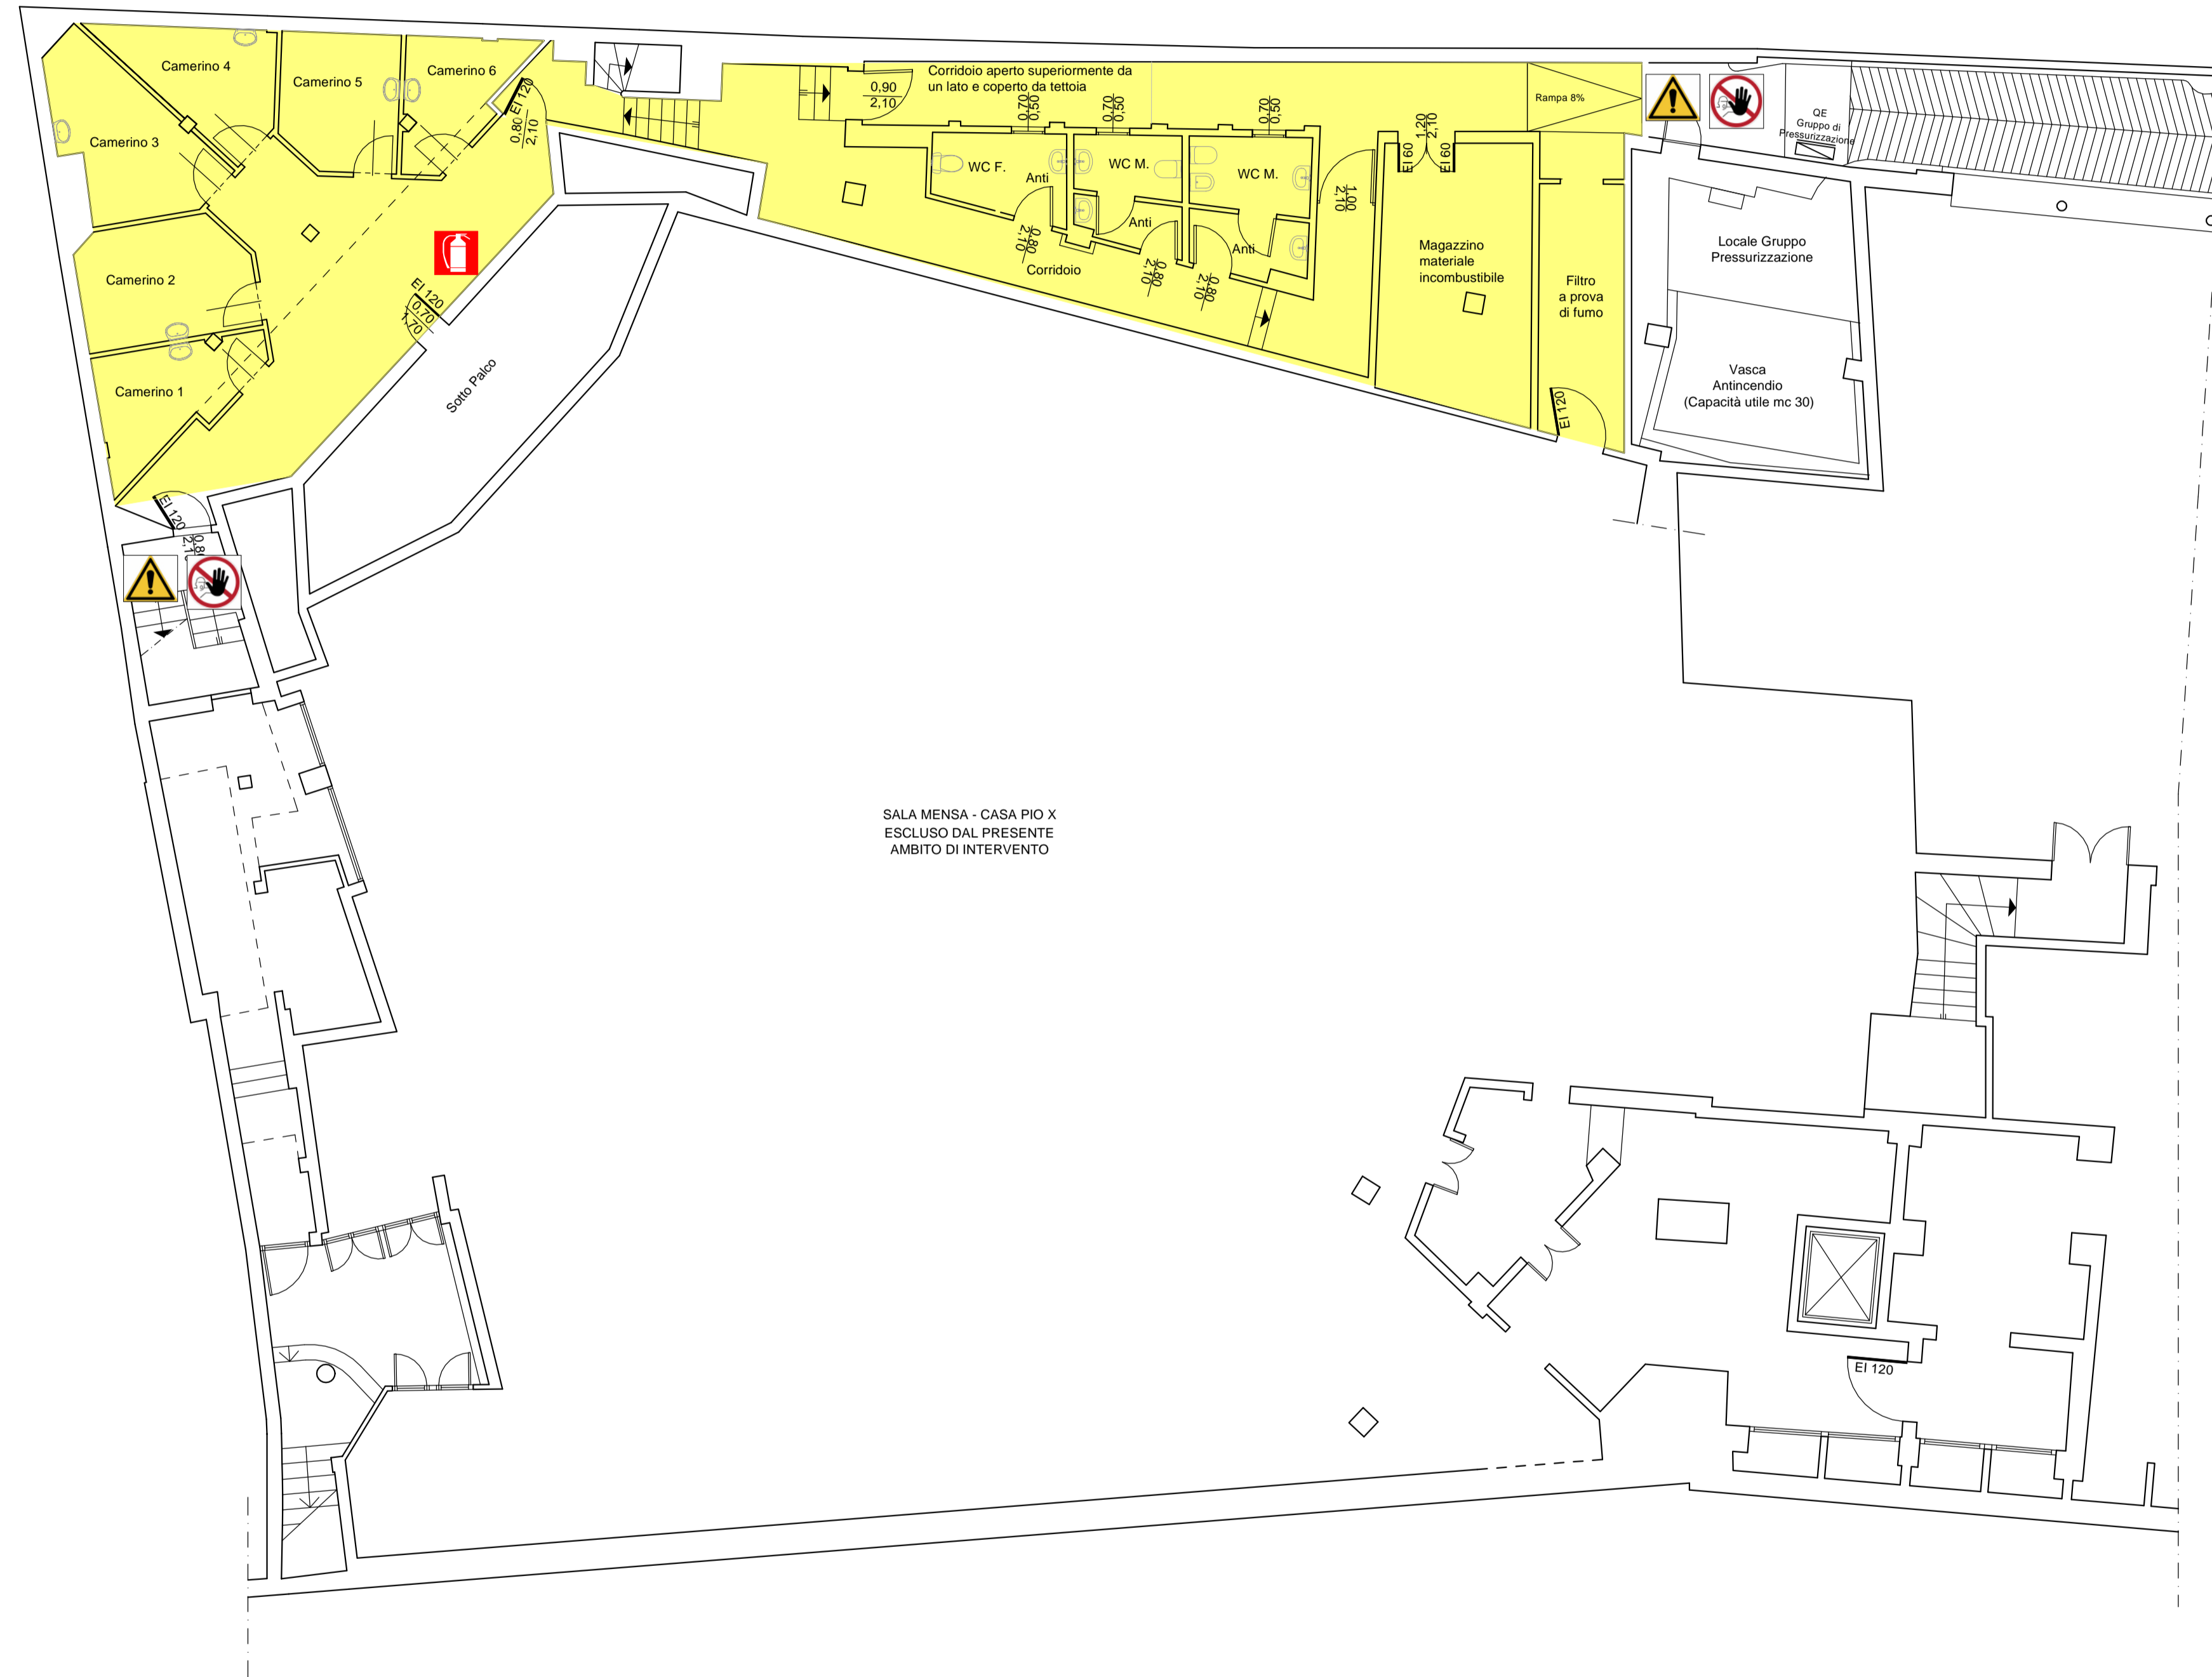 Camerino 4
Camerino 5
Camerino 6
Camerino 3
Camerino 2
Camerino 1
0,80 EI 120
2,10
EI 120
0,70
1,70
Sotto Palco
EI 120
0,90
2,10
Corridoio aperto superiormente da
un lato e coperto da tettoia
0,70
0,50
0,70
0,50
0,70
0,50
WC F.
Anti
WC M.
Anti
WC M.
Anti
0,80
2,10
0,80
2,10
0,80
2,10
Corridoio
1,00
2,10
EI 60
1,20
2,10
EI 60
Magazzino
materiale
incombustibile
Rampa 8%
Filtro
a prova
di fumo
EI 120
QE
Gruppo di
Pressurizzazione
Locale Gruppo
Pressurizzazione
Vasca
Antincendio
(Capacità utile mc 30)
SALA MENSA - CASA PIO X
ESCLUSO DAL PRESENTE
AMBITO DI INTERVENTO
EI 120